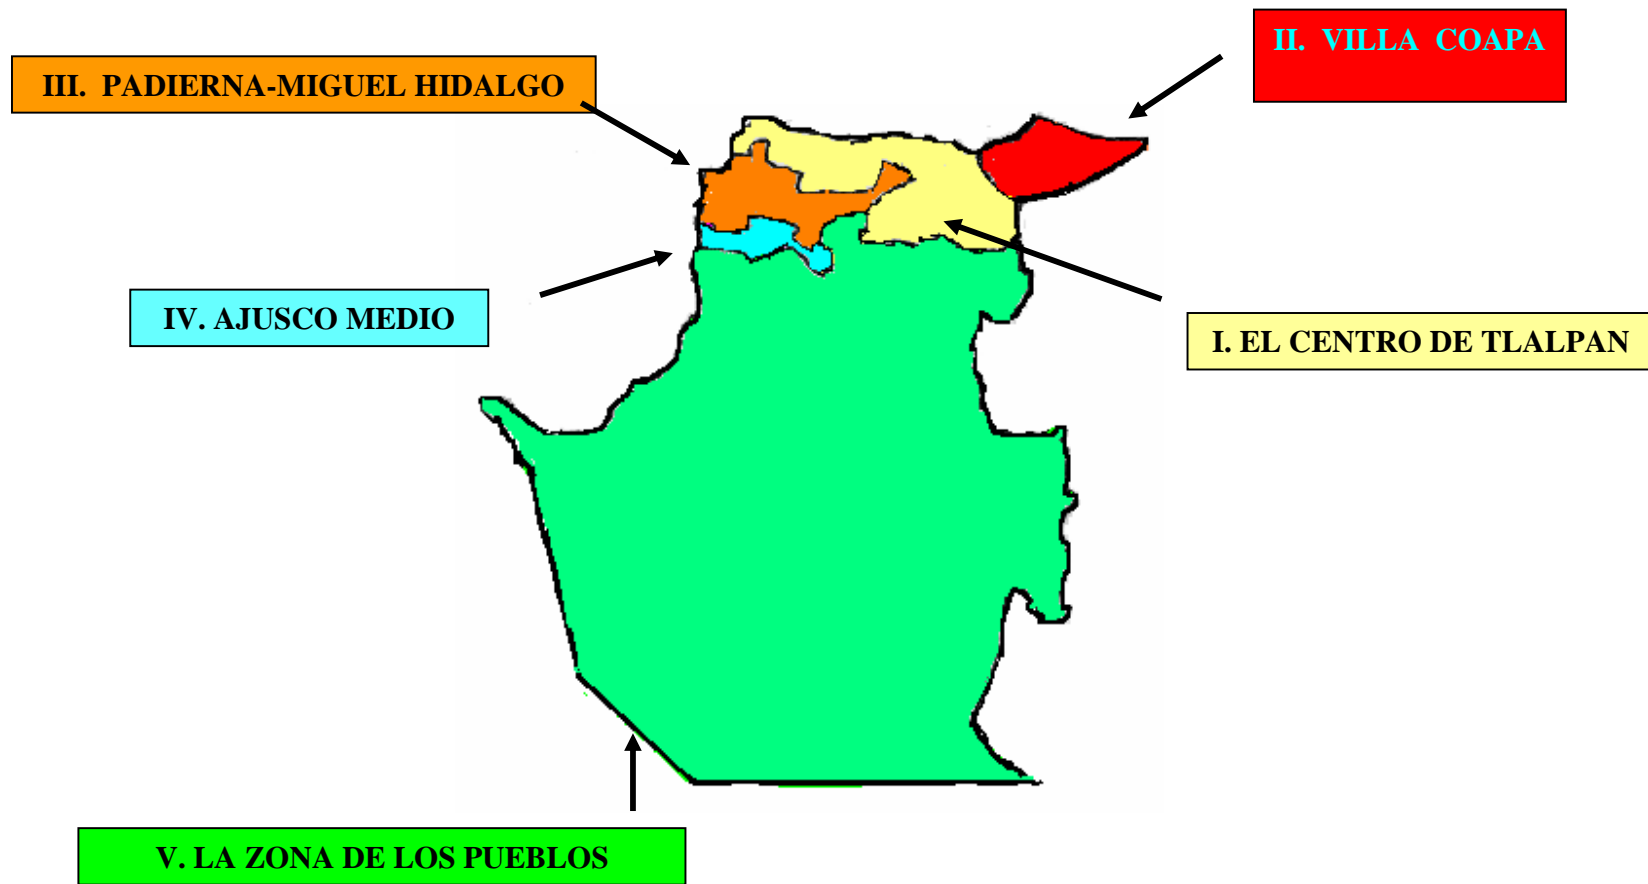 II. VILLA COAPA
III. PADIERNA-MIGUEL HIDALGO
IV. AJUSCO MEDIO
I. EL CENTRO DE TLALPAN
V. LA ZONA DE LOS PUEBLOS